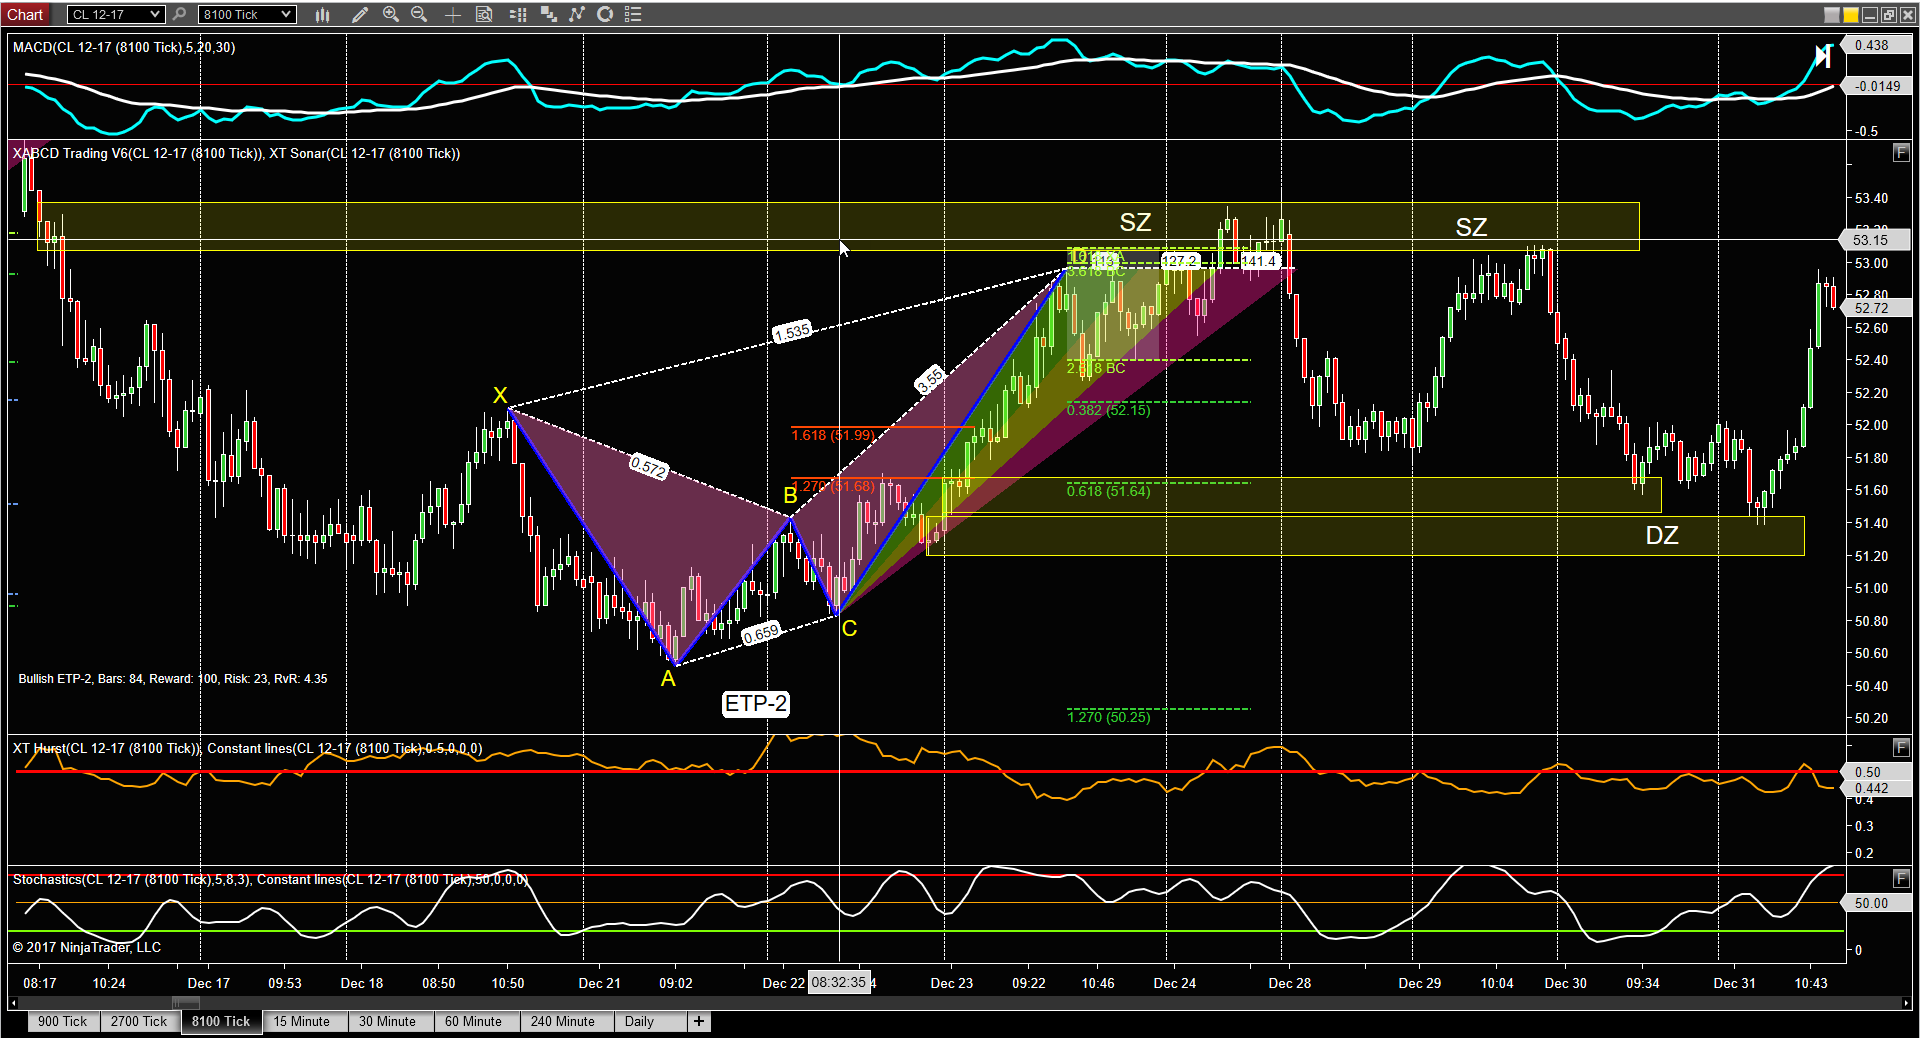 Chart CL 12-17 8100 Tick
MACD(CL 12-17 (8100 Tick),5,20,30)
0.438
-0.0149
-0.5
XABCD Trading V6(CL 12-17 (8100 Tick)), XT Sonar(CL 12-17 (8100 Tick))
F
53.40
SZ
SZ
53.15
127.2
141.4
53.00
3.618 BC
52.80
52.72
1.535
52.60
2.618 BC
52.40
3.55
X
52.20
0.382 (52.15)
1.618 (51.99)
52.00
0.572
51.80
1.270 (51.68)
B
0.618 (51.64)
51.60
51.40
DZ
51.20
51.00
50.80
C
0.659
50.60
A
Bullish ETP-2, Bars: 84, Reward: 100, Risk: 23, RvR: 4.35
50.40
ETP-2
1.270 (50.25)
50.20
XT Hurst(CL 12-17 (8100 Tick)), Constant lines(CL 12-17 (8100 Tick),0.5,0,0,0)
F
0.50
0.442
0.4
0.3
0.2
Stochastics(CL 12-17 (8100 Tick),5,8,3), Constant lines(CL 12-17 (8100 Tick),50,0,0,0)
F
50.00
© 2017 NinjaTrader, LLC
0
08:17 10:24 Dec 17 09:53 Dec 18 08:50 10:50 Dec 21 09:02 Dec 22 08:32:35 Dec 23 09:22 10:46 Dec 24 Dec 28 Dec 29 10:04 Dec 30 09:34 Dec 31 10:43
900 Tick 2700 Tick 8100 Tick 15 Minute 30 Minute 60 Minute 240 Minute Daily +